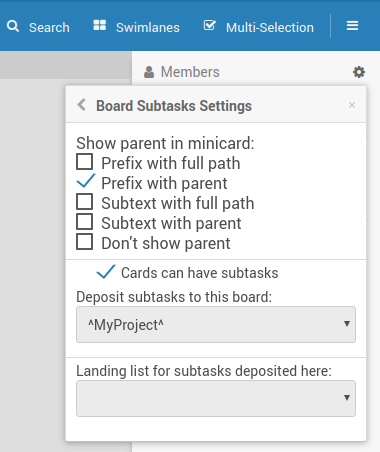 Search Swimlanes Multi-Selection
Members
Board Subtasks Settings ×
Show parent in minicard:
Prefix with full path
Prefix with parent
Subtext with full path
Subtext with parent
Don't show parent
Cards can have subtasks
Deposit subtasks to this board:
^MyProject^
Landing list for subtasks deposited here: